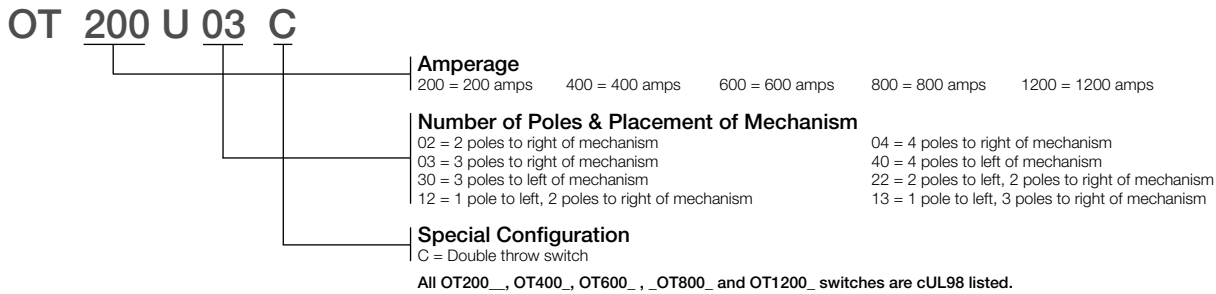 OT 200 U 03 C
Amperage
200 = 200 amps 400 = 400 amps 600 = 600 amps 800 = 800 amps 1200 = 1200 amps
Number of Poles & Placement of Mechanism
02 = 2 poles to right of mechanism 04 = 4 poles to right of mechanism
03 = 3 poles to right of mechanism 40 = 4 poles to left of mechanism
30 = 3 poles to left of mechanism 22 = 2 poles to left, 2 poles to right of mechanism
12 = 1 pole to left, 2 poles to right of mechanism 13 = 1 pole to left, 3 poles to right of mechanism
Special Configuration
C = Double throw switch
All OT200__, OT400_, OT600_ , _OT800_ and OT1200_ switches are cUL98 listed.